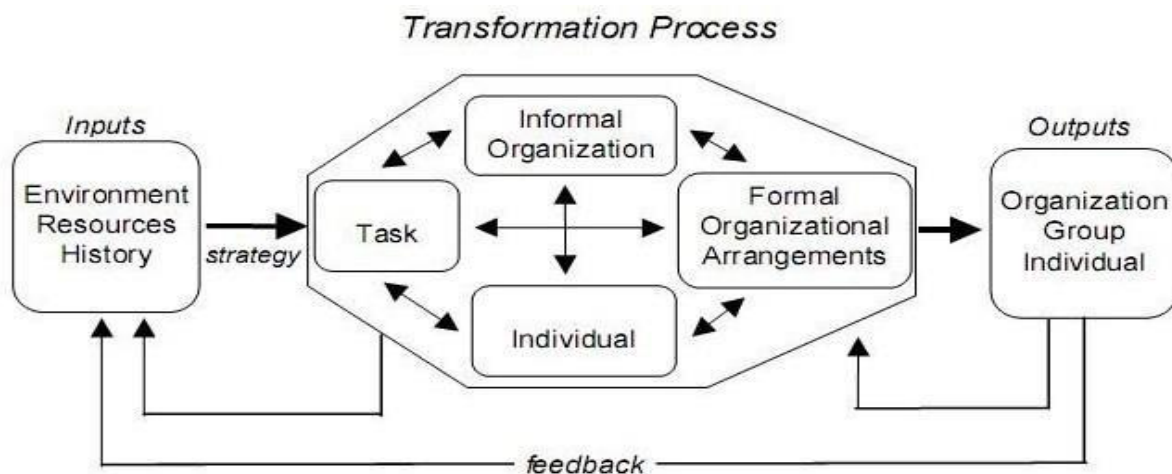 Transformation Process
Inputs
Environment
Resources
History
strategy
Informal
Organization
Task
Formal
Organizational
Arrangements
Individual
Outputs
Organization
Group
Individual
feedback